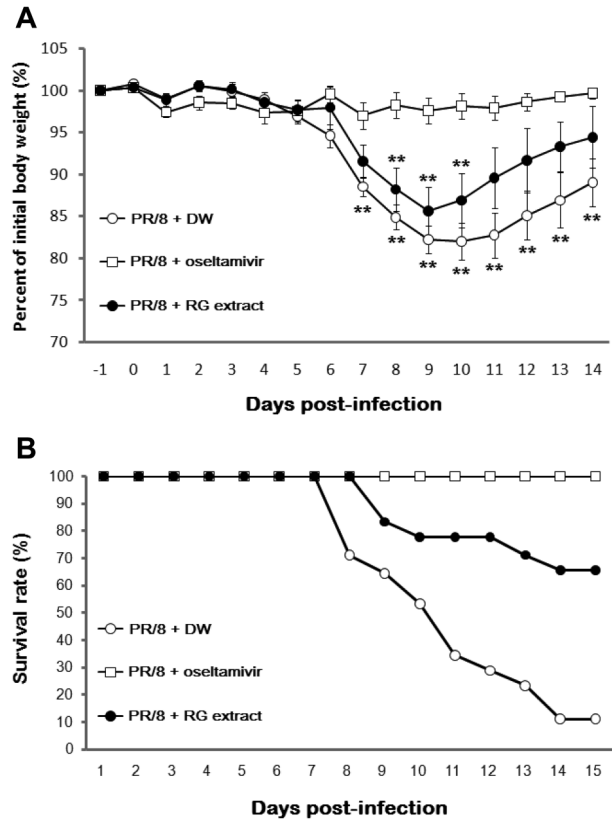 A
Percent of initial body weight (%)
105
100
95
90
85
80
75
70
PR/8 + DW
PR/8 + oseltamivir
PR/8 + RG extract
** ** **
** ** ** ** ** ** ** **
-1 0 1 2 3 4 5 6 7 8 9 10 11 12 13 14
Days post-infection
B
Survival rate (%)
100
90
80
70
60
50
40
30
20
10
0
PR/8 + DW
PR/8 + oseltamivir
PR/8 + RG extract
1 2 3 4 5 6 7 8 9 10 11 12 13 14 15
Days post-infection